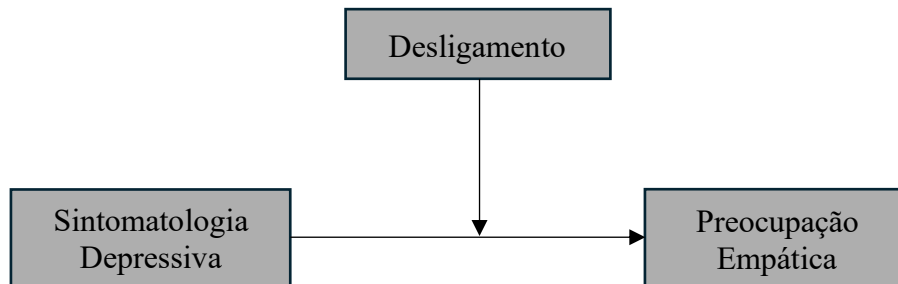 Desligamento
Sintomatologia
Depressiva
Preocupação
Empática